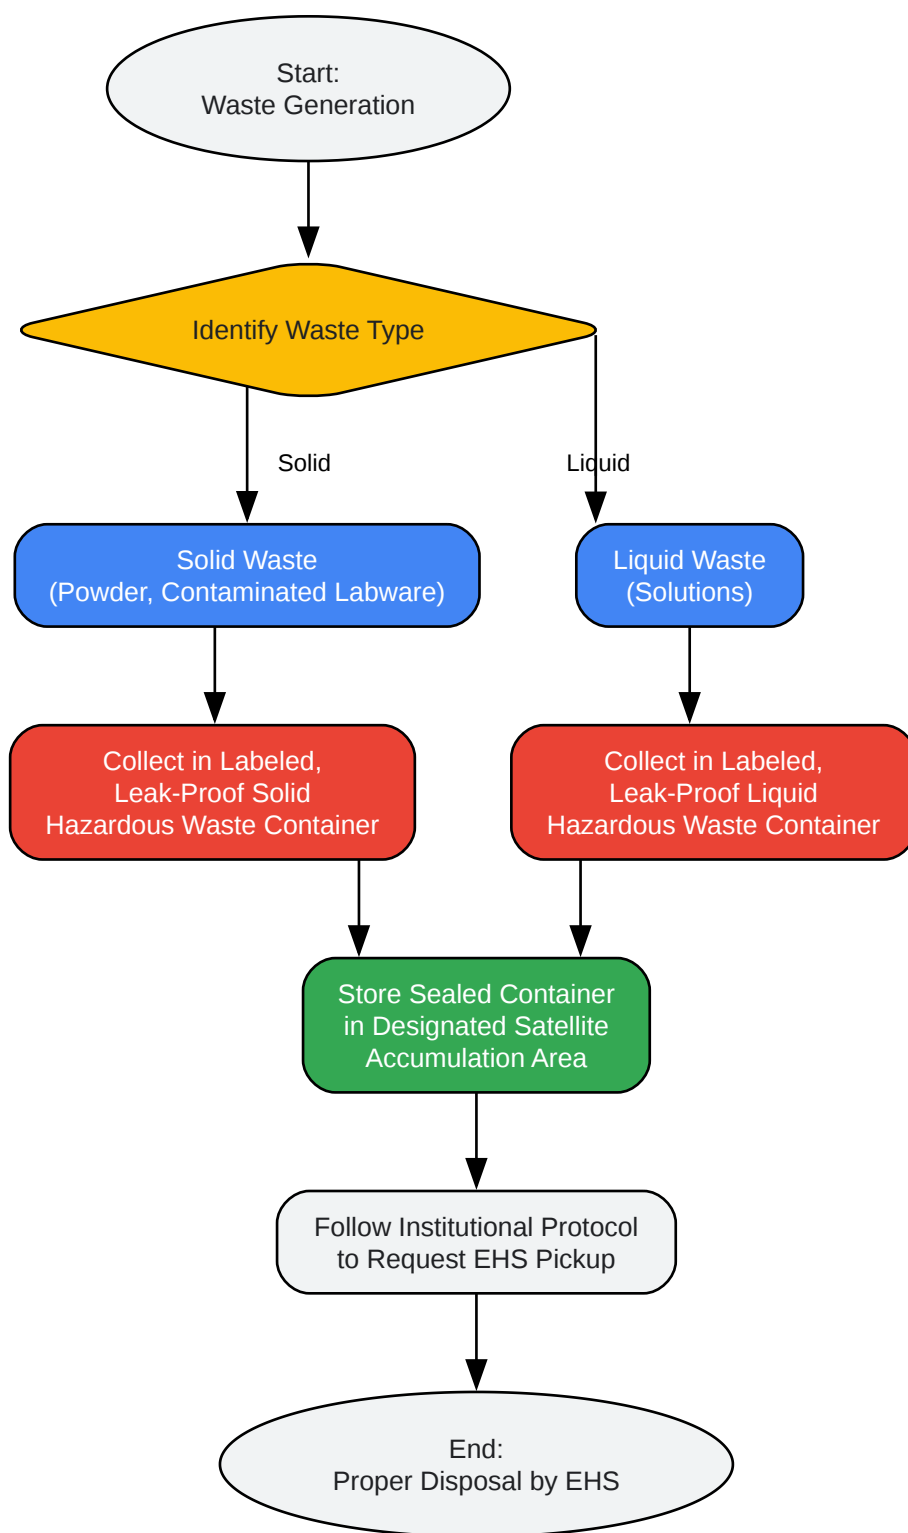 Start:
Waste Generation
Identify Waste Type
Solid
Liquid
Solid Waste
(Powder, Contaminated Labware)
Liquid Waste
(Solutions)
Collect in Labeled,
Leak-Proof Solid
Hazardous Waste Container
Collect in Labeled,
Leak-Proof Liquid
Hazardous Waste Container
Store Sealed Container
in Designated Satellite
Accumulation Area
Follow Institutional Protocol
to Request EHS Pickup
End:
Proper Disposal by EHS